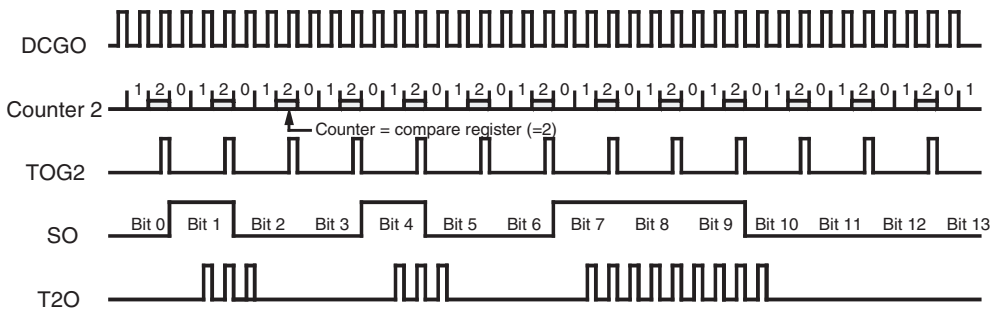 DCGO
Counter 2 1 2 0 1 2 0 1 2 0 1 2 0 1 2 0 1 2 0 1 2 0 1 2 0 1 2 0 1 2 0 1 2 0 1 2 0 1 2 0 1
Counter = compare register (=2)
TOG2
SO Bit 0 Bit 1 Bit 2 Bit 3 Bit 4 Bit 5 Bit 6 Bit 7 Bit 8 Bit 9 Bit 10 Bit 11 Bit 12 Bit 13
T2O